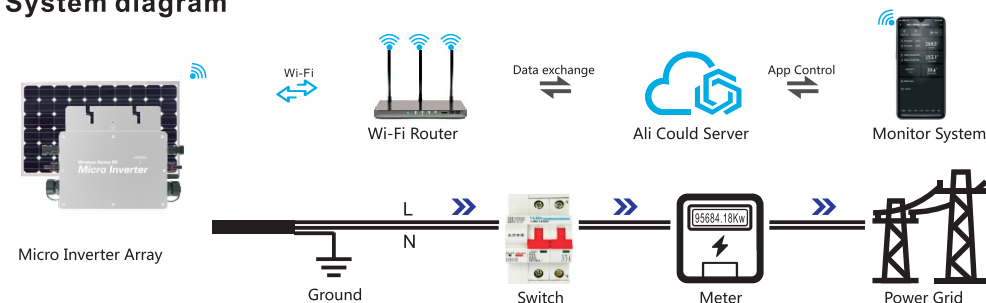 System diagram
Wi-Fi
Data exchange
App Control
Wi-Fi Router
Ali Could Server
Monitor System
Micro Inverter
L
N
95684.18Kw
Micro Inverter Array
Ground
Switch
Meter
Power Grid